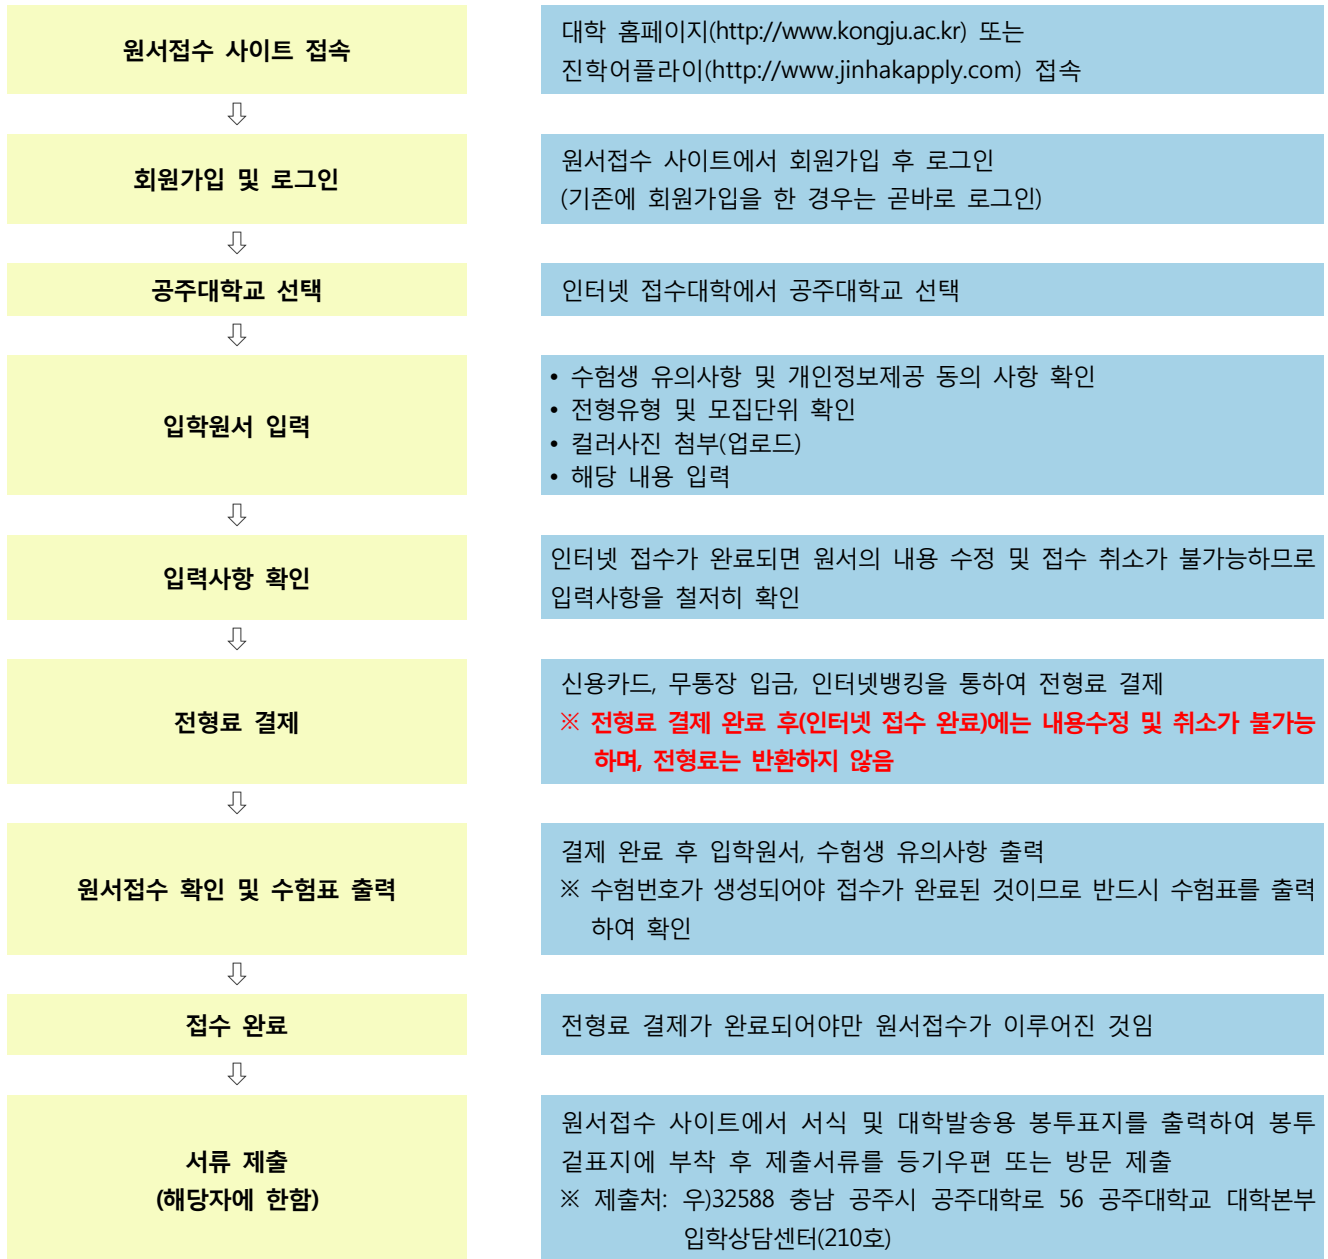 원서접수 사이트 접속
대학 홈페이지(http://www.kongju.ac.kr) 또는
진학어플라이(http://www.jinhakapply.com) 접속
⇩
회원가입 및 로그인
원서접수 사이트에서 회원가입 후 로그인
(기존에 회원가입을 한 경우는 곧바로 로그인)
⇩
공주대학교 선택
인터넷 접수대학에서 공주대학교 선택
⇩
입학원서 입력
• 수험생 유의사항 및 개인정보제공 동의 사항 확인
• 전형유형 및 모집단위 확인
• 컬러사진 첨부(업로드)
• 해당 내용 입력
⇩
입력사항 확인
인터넷 접수가 완료되면 원서의 내용 수정 및 접수 취소가 불가능하므로
입력사항을 철저히 확인
⇩
전형료 결제
신용카드, 무통장 입금, 인터넷뱅킹을 통하여 전형료 결제
※ 전형료 결제 완료 후(인터넷 접수 완료)에는 내용수정 및 취소가 불가능
하며, 전형료는 반환하지 않음
⇩
원서접수 확인 및 수험표 출력
결제 완료 후 입학원서, 수험생 유의사항 출력
※ 수험번호가 생성되어야 접수가 완료된 것이므로 반드시 수험표를 출력
하여 확인
⇩
접수 완료
전형료 결제가 완료되어야만 원서접수가 이루어진 것임
⇩
서류 제출
(해당자에 한함)
원서접수 사이트에서 서식 및 대학발송용 봉투표지를 출력하여 봉투
겉표지에 부착 후 제출서류를 등기우편 또는 방문 제출
※ 제출처: 우)32588 충남 공주시 공주대학로 56 공주대학교 대학본부
입학상담센터(210호)